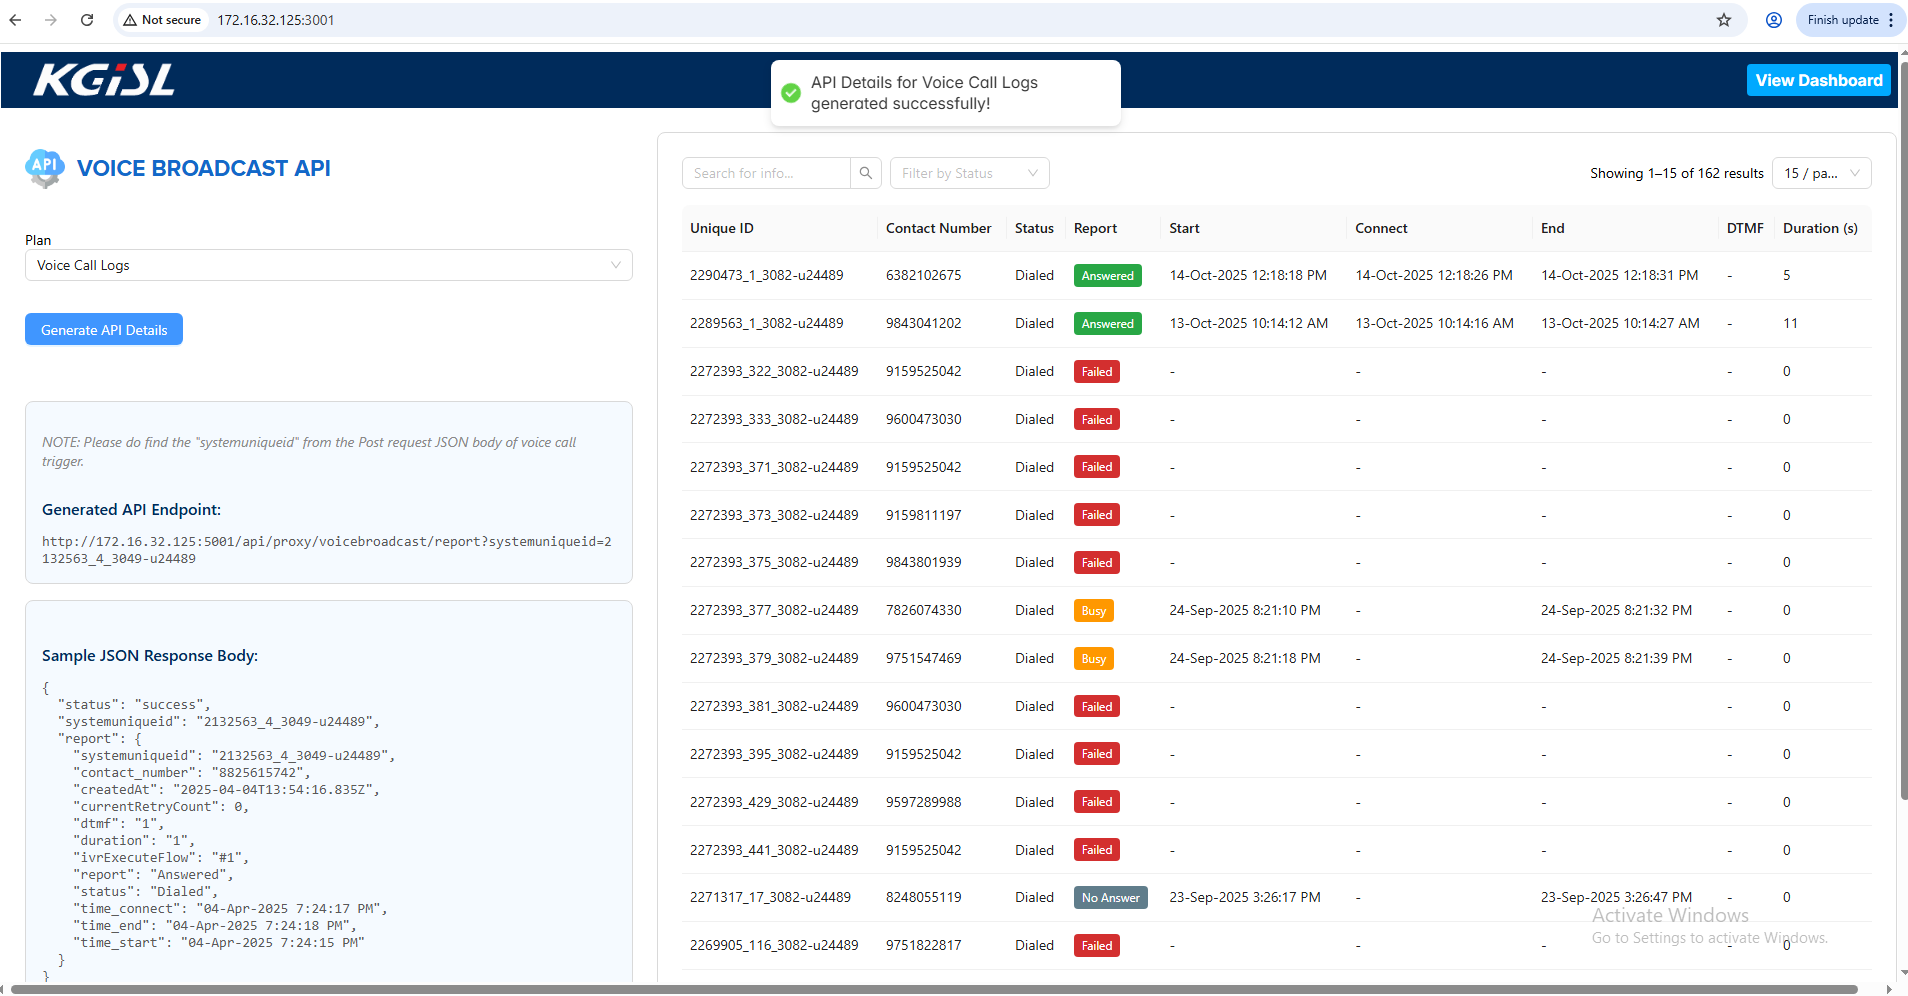 Not secure 172.16.32.125:3001
Finish update
KGiSL
API Details for Voice Call Logs
generated successfully!
View Dashboard
API
VOICE BROADCAST API
Plan
Voice Call Logs
Generate API Details
NOTE: Please do find the "systemuniqueid" from the Post request JSON body of voice call
trigger.
Generated API Endpoint:
http://172.16.32.125:5001/api/proxy/voicebroadcast/report?systemuniqueid=2
132563_4_3049-u24489
Sample JSON Response Body:
{
"status": "success",
"systemuniqueid": "2132563_4_3049-u24489",
"report": {
"systemuniqueid": "2132563_4_3049-u24489",
"contact_number": "8825615742",
"createdAt": "2025-04-04T13:54:16.835Z",
"currentRetryCount": 0,
"dtmf": "1",
"duration": "1",
"ivrExecuteFlow": "#1",
"report": "Answered",
"status": "Dialed",
"time_connect": "04-Apr-2025 7:24:17 PM",
"time_end": "04-Apr-2025 7:24:18 PM",
"time_start": "04-Apr-2025 7:24:15 PM"
}
}
Search for info...
Filter by Status
Showing 1–15 of 162 results
15 / pa...
Unique ID Contact Number Status Report Start Connect End DTMF Duration (s)
2290473_1_3082-u24489 6382102675 Dialed Answered 14-Oct-2025 12:18:18 PM 14-Oct-2025 12:18:26 PM 14-Oct-2025 12:18:31 PM - 5
2289563_1_3082-u24489 9843041202 Dialed Answered 13-Oct-2025 10:14:12 AM 13-Oct-2025 10:14:16 AM 13-Oct-2025 10:14:27 AM - 11
2272393_322_3082-u24489 9159525042 Dialed Failed - - - - 0
2272393_333_3082-u24489 9600473030 Dialed Failed - - - - 0
2272393_371_3082-u24489 9159525042 Dialed Failed - - - - 0
2272393_373_3082-u24489 9159811197 Dialed Failed - - - - 0
2272393_375_3082-u24489 9843801939 Dialed Failed - - - - 0
2272393_377_3082-u24489 7826074330 Dialed Busy 24-Sep-2025 8:21:10 PM - 24-Sep-2025 8:21:32 PM - 0
2272393_379_3082-u24489 9751547469 Dialed Busy 24-Sep-2025 8:21:18 PM - 24-Sep-2025 8:21:39 PM - 0
2272393_381_3082-u24489 9600473030 Dialed Failed - - - - 0
2272393_395_3082-u24489 9159525042 Dialed Failed - - - - 0
2272393_429_3082-u24489 9597289988 Dialed Failed - - - - 0
2272393_441_3082-u24489 9159525042 Dialed Failed - - - - 0
2271317_17_3082-u24489 8248055119 Dialed No Answer 23-Sep-2025 3:26:17 PM - 23-Sep-2025 3:26:47 PM - 0
2269905_116_3082-u24489 9751822817 Dialed Failed - - - - 0
Activate Windows
Go to Settings to activate Windows.